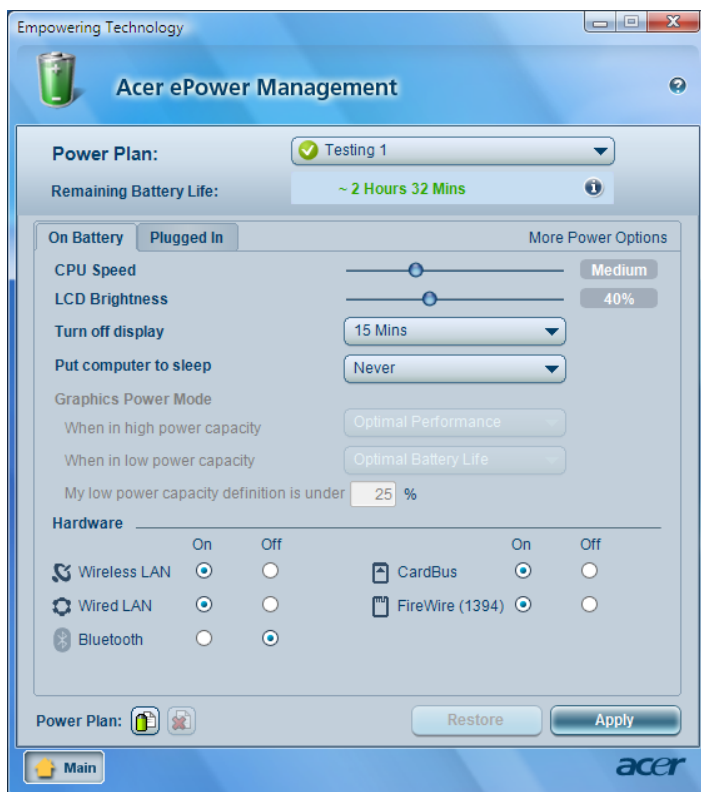 Empowering Technology
Acer ePower Management
Power Plan: Testing 1
Remaining Battery Life: ~ 2 Hours 32 Mins
On Battery Plugged In More Power Options
CPU Speed Medium
LCD Brightness 40%
Turn off display 15 Mins
Put computer to sleep Never
Graphics Power Mode
When in high power capacity Optimal Performance
When in low power capacity Optimal Battery Life
My low power capacity definition is under 25 %
Hardware
On Off On Off
Wireless LAN CardBus
Wired LAN FireWire (1394)
Bluetooth
Power Plan: Restore Apply
Main acer